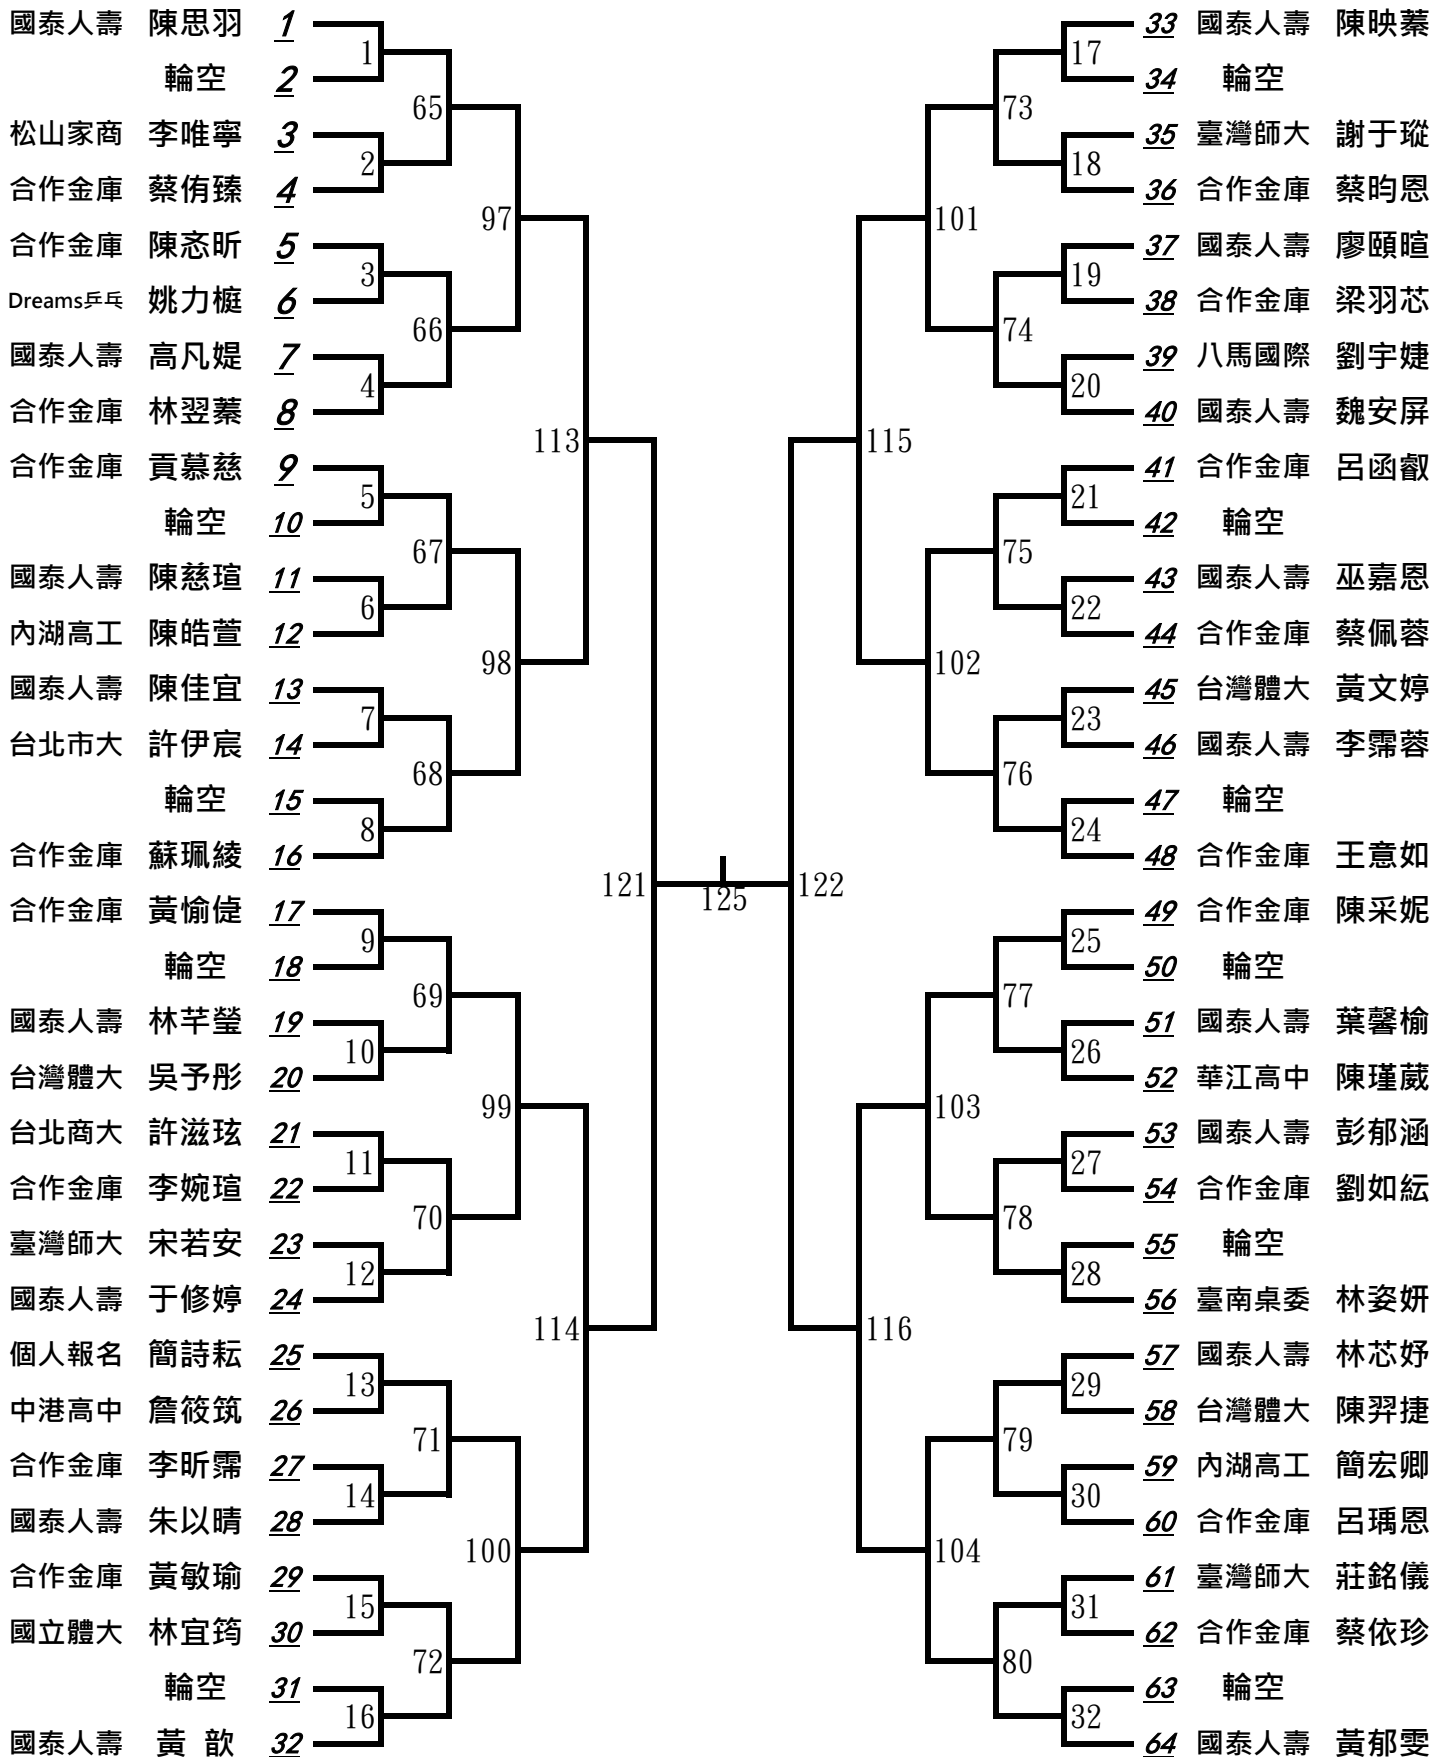 國泰人壽 陳思羽 1
輪空 2
松山家商 李唯寧 3
合作金庫 蔡侑臻 4
合作金庫 陳忞昕 5
Dreams乒乓 姚力榳 6
國泰人壽 高凡媞 7
合作金庫 林翌蓁 8
合作金庫 貢慕慈 9
輪空 10
國泰人壽 陳慈瑄 11
內湖高工 陳皓萱 12
國泰人壽 陳佳宜 13
台北市大 許伊宸 14
輪空 15
合作金庫 蘇珮綾 16
合作金庫 黃愉偼 17
輪空 18
國泰人壽 林芊瑩 19
台灣體大 吳予彤 20
台北商大 許滋玹 21
合作金庫 李婉瑄 22
臺灣師大 宋若安 23
國泰人壽 于修婷 24
個人報名 簡詩耘 25
中港高中 詹筱筑 26
合作金庫 李昕霈 27
國泰人壽 朱以晴 28
合作金庫 黃敏瑜 29
國立體大 林宜筠 30
輪空 31
國泰人壽 黃 歆 32
1
2
3
4
5
6
7
8
9
10
11
12
13
14
15
16
65
66
67
68
69
70
71
72
97
98
99
100
113
114
121
125
122
115
116
101
102
103
104
73
74
75
76
77
78
79
80
17
18
19
20
21
22
23
24
25
26
27
28
29
30
31
32
33 國泰人壽 陳映蓁
34 輪空
35 臺灣師大 謝于瑽
36 合作金庫 蔡昀恩
37 國泰人壽 廖頤暄
38 合作金庫 梁羽芯
39 八馬國際 劉宇婕
40 國泰人壽 魏安屏
41 合作金庫 呂函叡
42 輪空
43 國泰人壽 巫嘉恩
44 合作金庫 蔡佩蓉
45 台灣體大 黃文婷
46 國泰人壽 李霈蓉
47 輪空
48 合作金庫 王意如
49 合作金庫 陳采妮
50 輪空
51 國泰人壽 葉馨榆
52 華江高中 陳瑾葳
53 國泰人壽 彭郁涵
54 合作金庫 劉如紜
55 輪空
56 臺南桌委 林姿妍
57 國泰人壽 林芯妤
58 台灣體大 陳羿捷
59 內湖高工 簡宏卿
60 合作金庫 呂瑀恩
61 臺灣師大 莊銘儀
62 合作金庫 蔡依珍
63 輪空
64 國泰人壽 黃郁雯